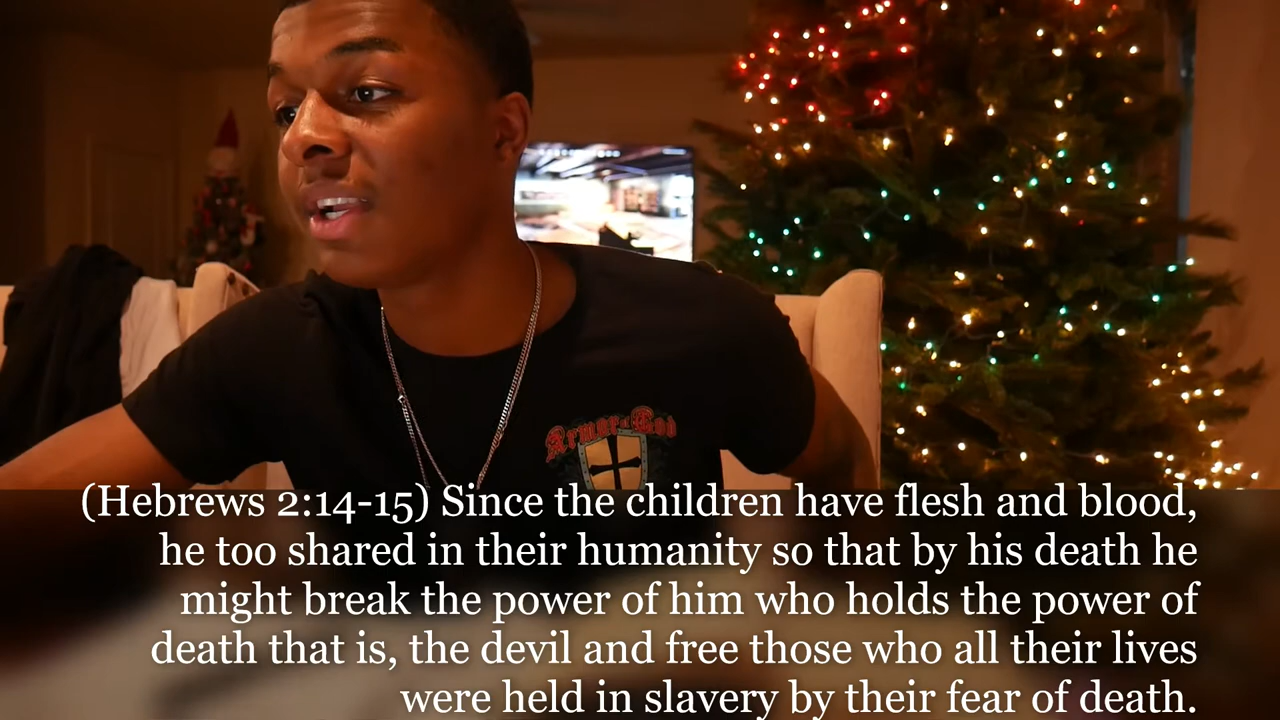 Armor of God
(Hebrews 2:14-15) Since the children have flesh and blood,
he too shared in their humanity so that by his death he
might break the power of him who holds the power of
death that is, the devil and free those who all their lives
were held in slavery by their fear of death.